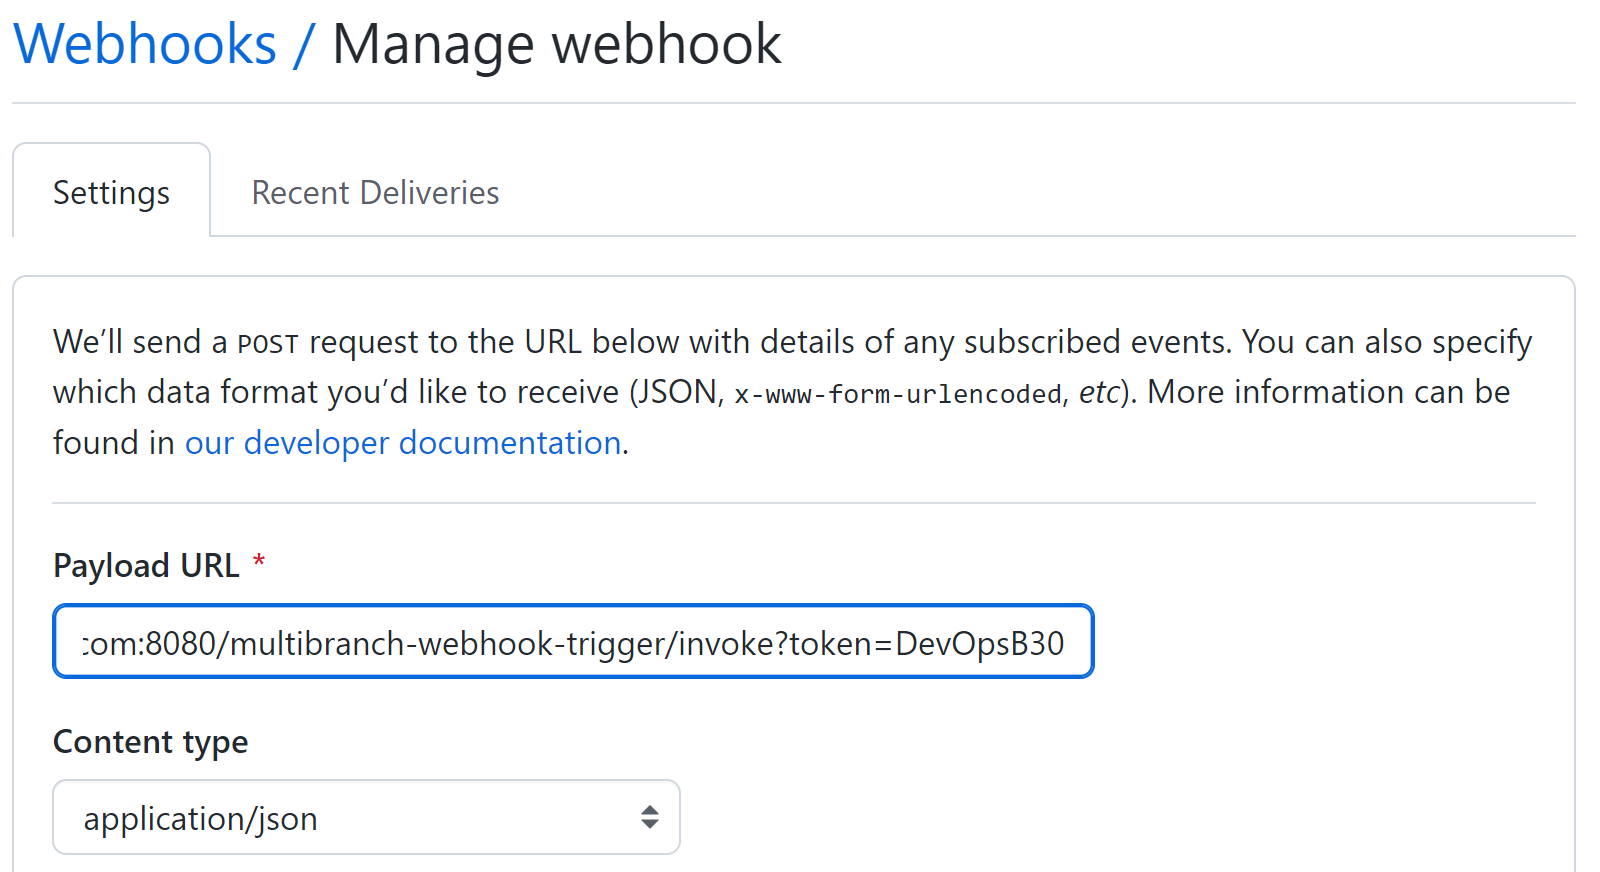 Webhooks / Manage webhook
Settings
Recent Deliveries
We’ll send a POST request to the URL below with details of any subscribed events. You can also specify
which data format you’d like to receive (JSON, x-www-form-urlencoded, etc). More information can be
found in our developer documentation.
Payload URL *
com:8080/multibranch-webhook-trigger/invoke?token=DevOpsB30
Content type
application/json